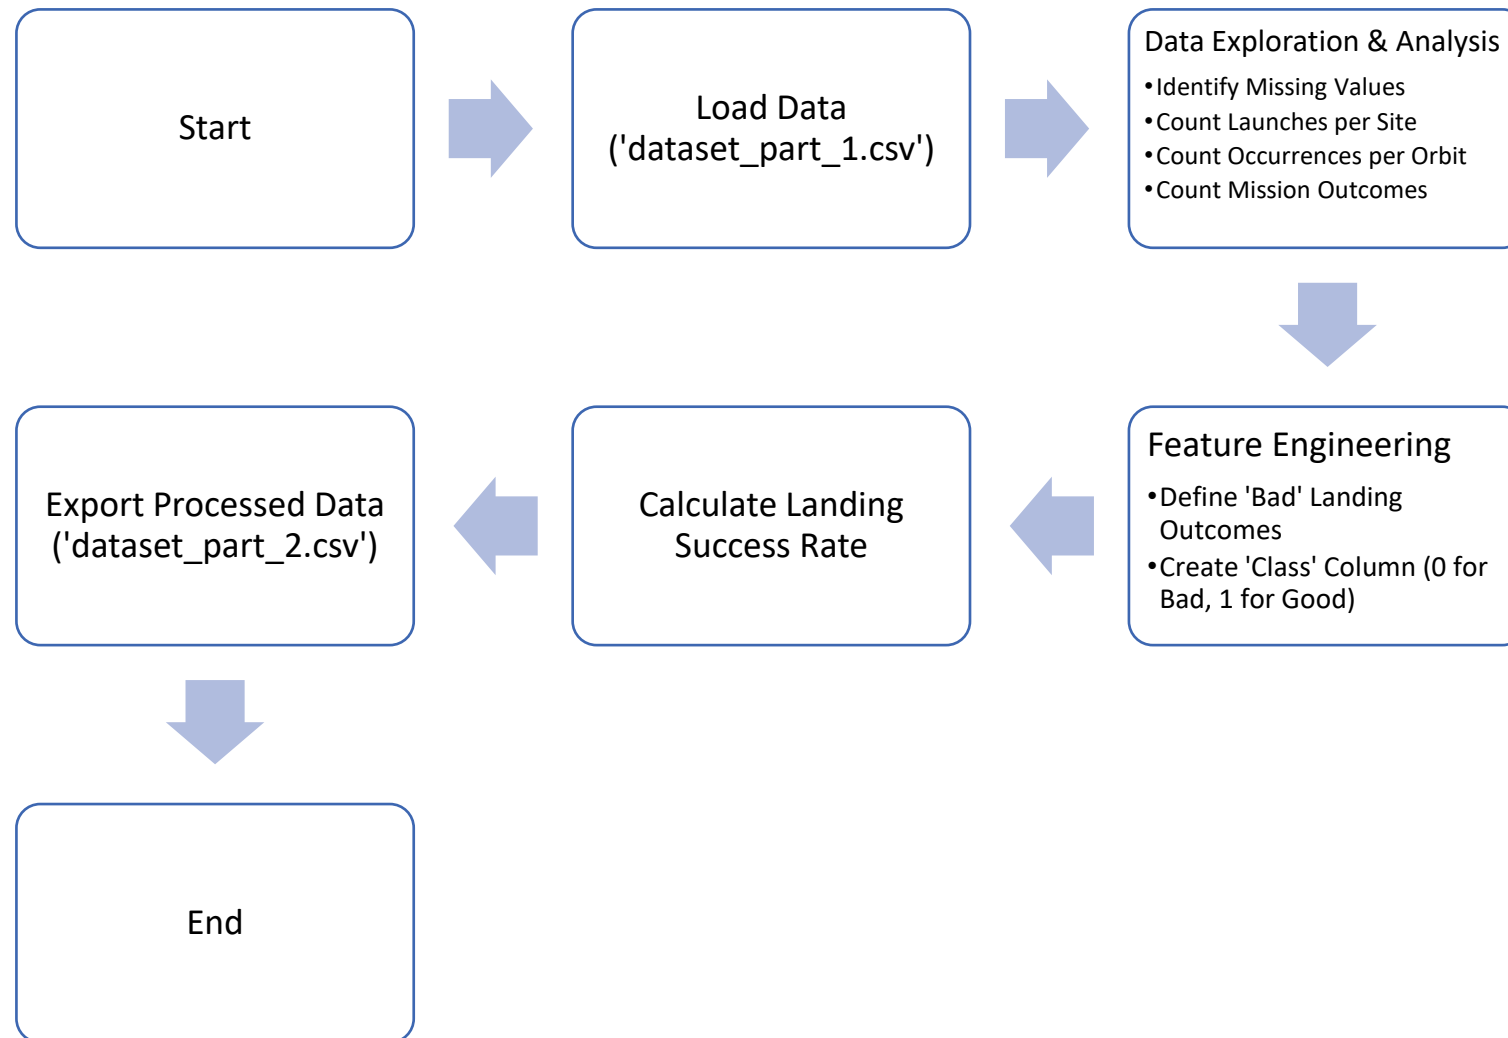 Start
Load Data
('dataset_part_1.csv')
Data Exploration & Analysis
•Identify Missing Values
•Count Launches per Site
•Count Occurrences per Orbit
•Count Mission Outcomes
Feature Engineering
•Define 'Bad' Landing
Outcomes
•Create 'Class' Column (0 for
Bad, 1 for Good)
Calculate Landing
Success Rate
Export Processed Data
('dataset_part_2.csv')
End